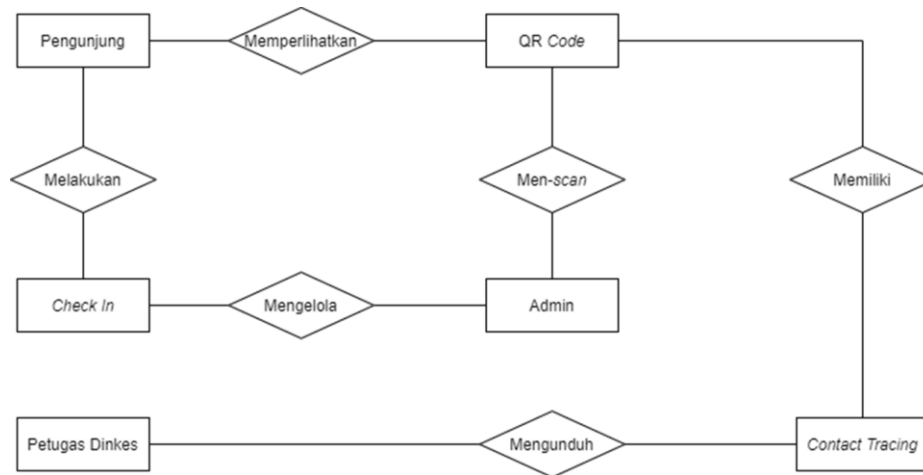 Pengunjung
Memperlihatkan
QR Code
Melakukan
Men-scan
Memiliki
Check In
Mengelola
Admin
Petugas Dinkes
Mengunduh
Contact Tracing